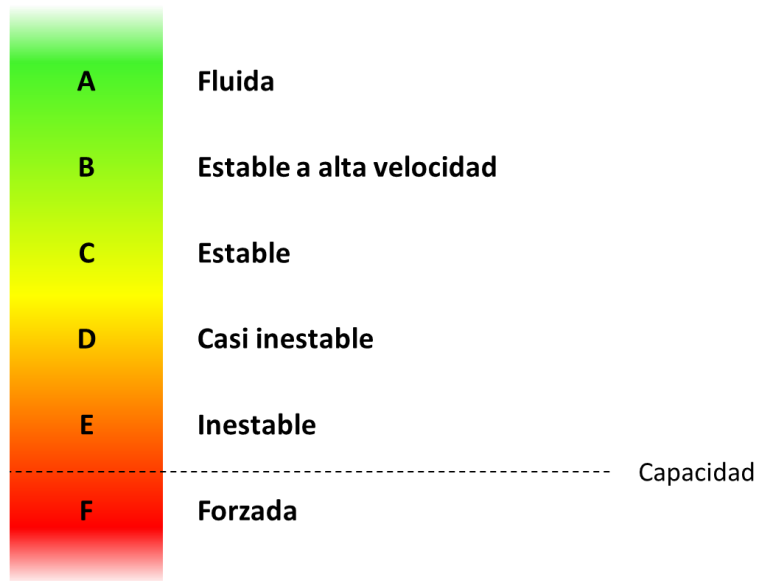 A Fluida
B Estable a alta velocidad
C Estable
D Casi inestable
E Inestable
Capacidad
F Forzada